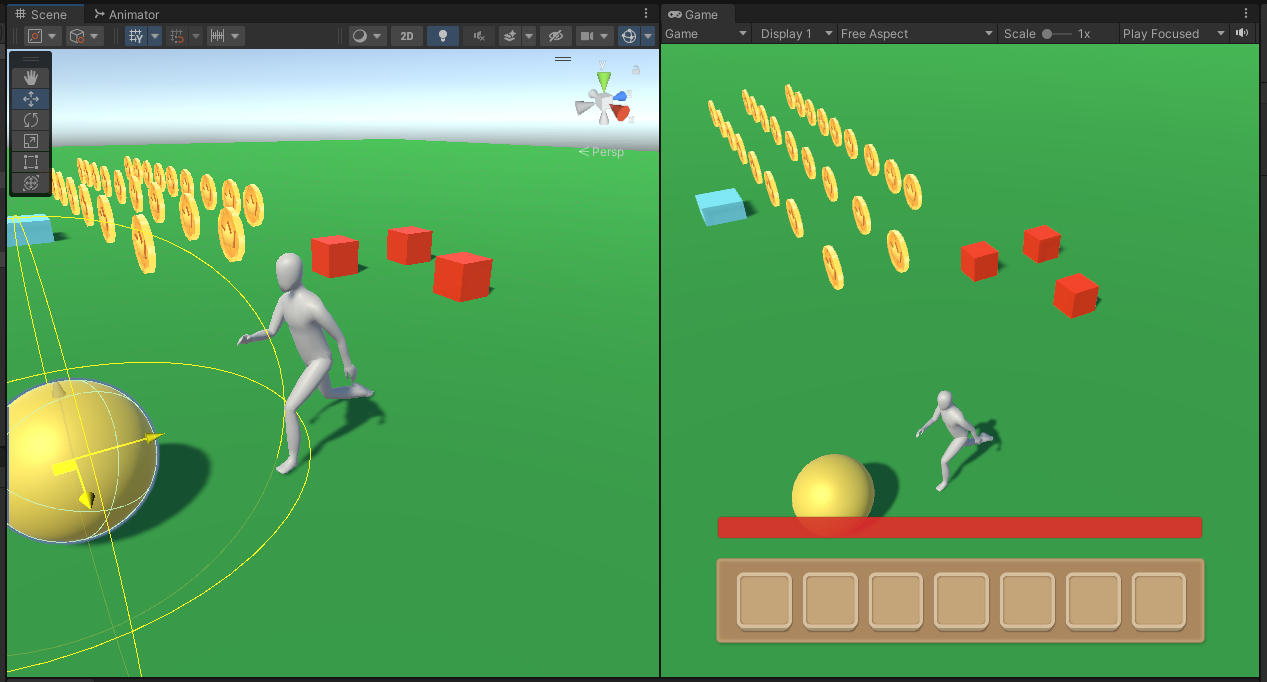 Scene
Animator
2D
Y
x
Persp
Game
Game
Display 1
Free Aspect
Scale
1x
Play Focused